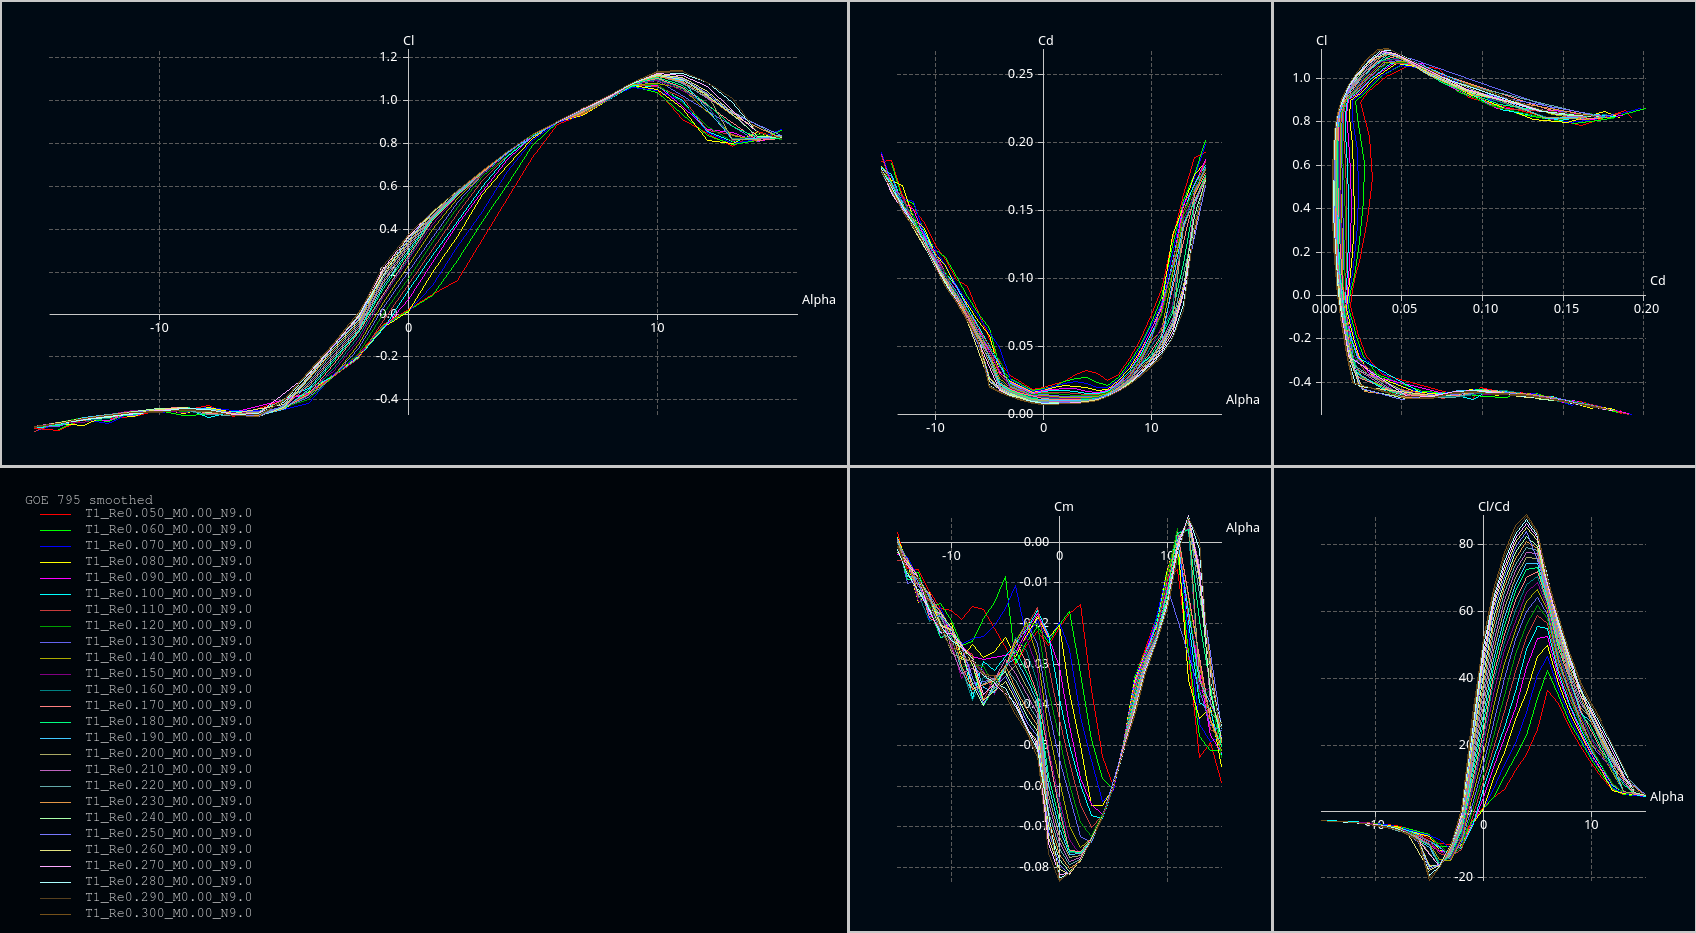 Cl
1.2
1.0
0.8
0.6
0.4
0.0
-0.2
-0.4
-10
0
10
Alpha
Cd
0.25
0.20
0.15
0.10
0.05
0.00
-10
0
10
Alpha
Cl
1.0
0.8
0.6
0.4
0.2
0.0
-0.2
-0.4
0.00
0.05
0.10
0.15
0.20
Cd
GOE 795 smoothed
T1_Re0.050_M0.00_N9.0
T1_Re0.060_M0.00_N9.0
T1_Re0.070_M0.00_N9.0
T1_Re0.080_M0.00_N9.0
T1_Re0.090_M0.00_N9.0
T1_Re0.100_M0.00_N9.0
T1_Re0.110_M0.00_N9.0
T1_Re0.120_M0.00_N9.0
T1_Re0.130_M0.00_N9.0
T1_Re0.140_M0.00_N9.0
T1_Re0.150_M0.00_N9.0
T1_Re0.160_M0.00_N9.0
T1_Re0.170_M0.00_N9.0
T1_Re0.180_M0.00_N9.0
T1_Re0.190_M0.00_N9.0
T1_Re0.200_M0.00_N9.0
T1_Re0.210_M0.00_N9.0
T1_Re0.220_M0.00_N9.0
T1_Re0.230_M0.00_N9.0
T1_Re0.240_M0.00_N9.0
T1_Re0.250_M0.00_N9.0
T1_Re0.260_M0.00_N9.0
T1_Re0.270_M0.00_N9.0
T1_Re0.280_M0.00_N9.0
T1_Re0.290_M0.00_N9.0
T1_Re0.300_M0.00_N9.0
Cm
Alpha
0.00
-10
0
10
-0.01
-0.08
Cl/Cd
80
60
40
20
Alpha
-10
0
10
-20